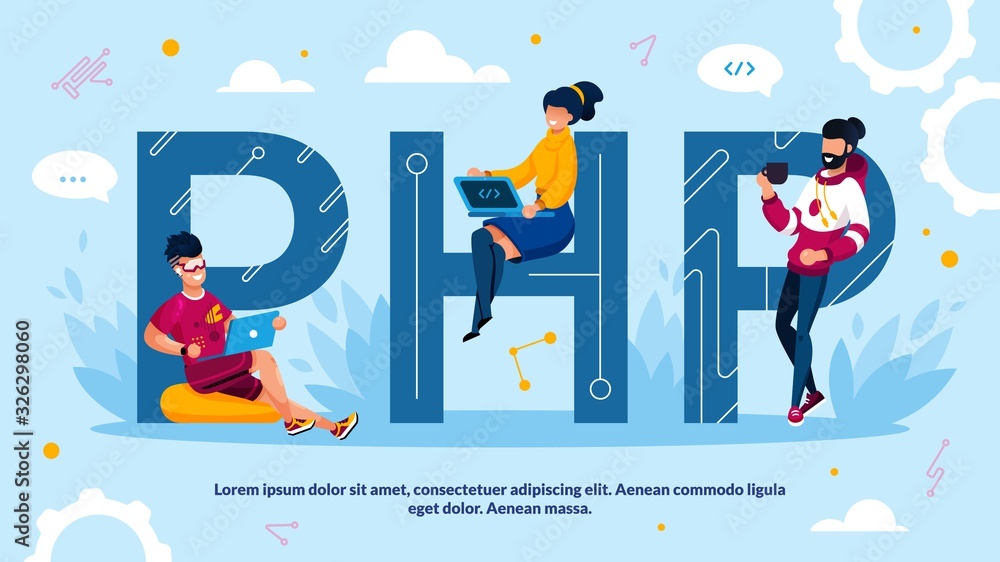 </>
...
PHP
</>
Lorem ipsum dolor sit amet, consectetuer adipiscing elit. Aenean commodo ligula
eget dolor. Aenean massa.
Adobe Stock | #326298060